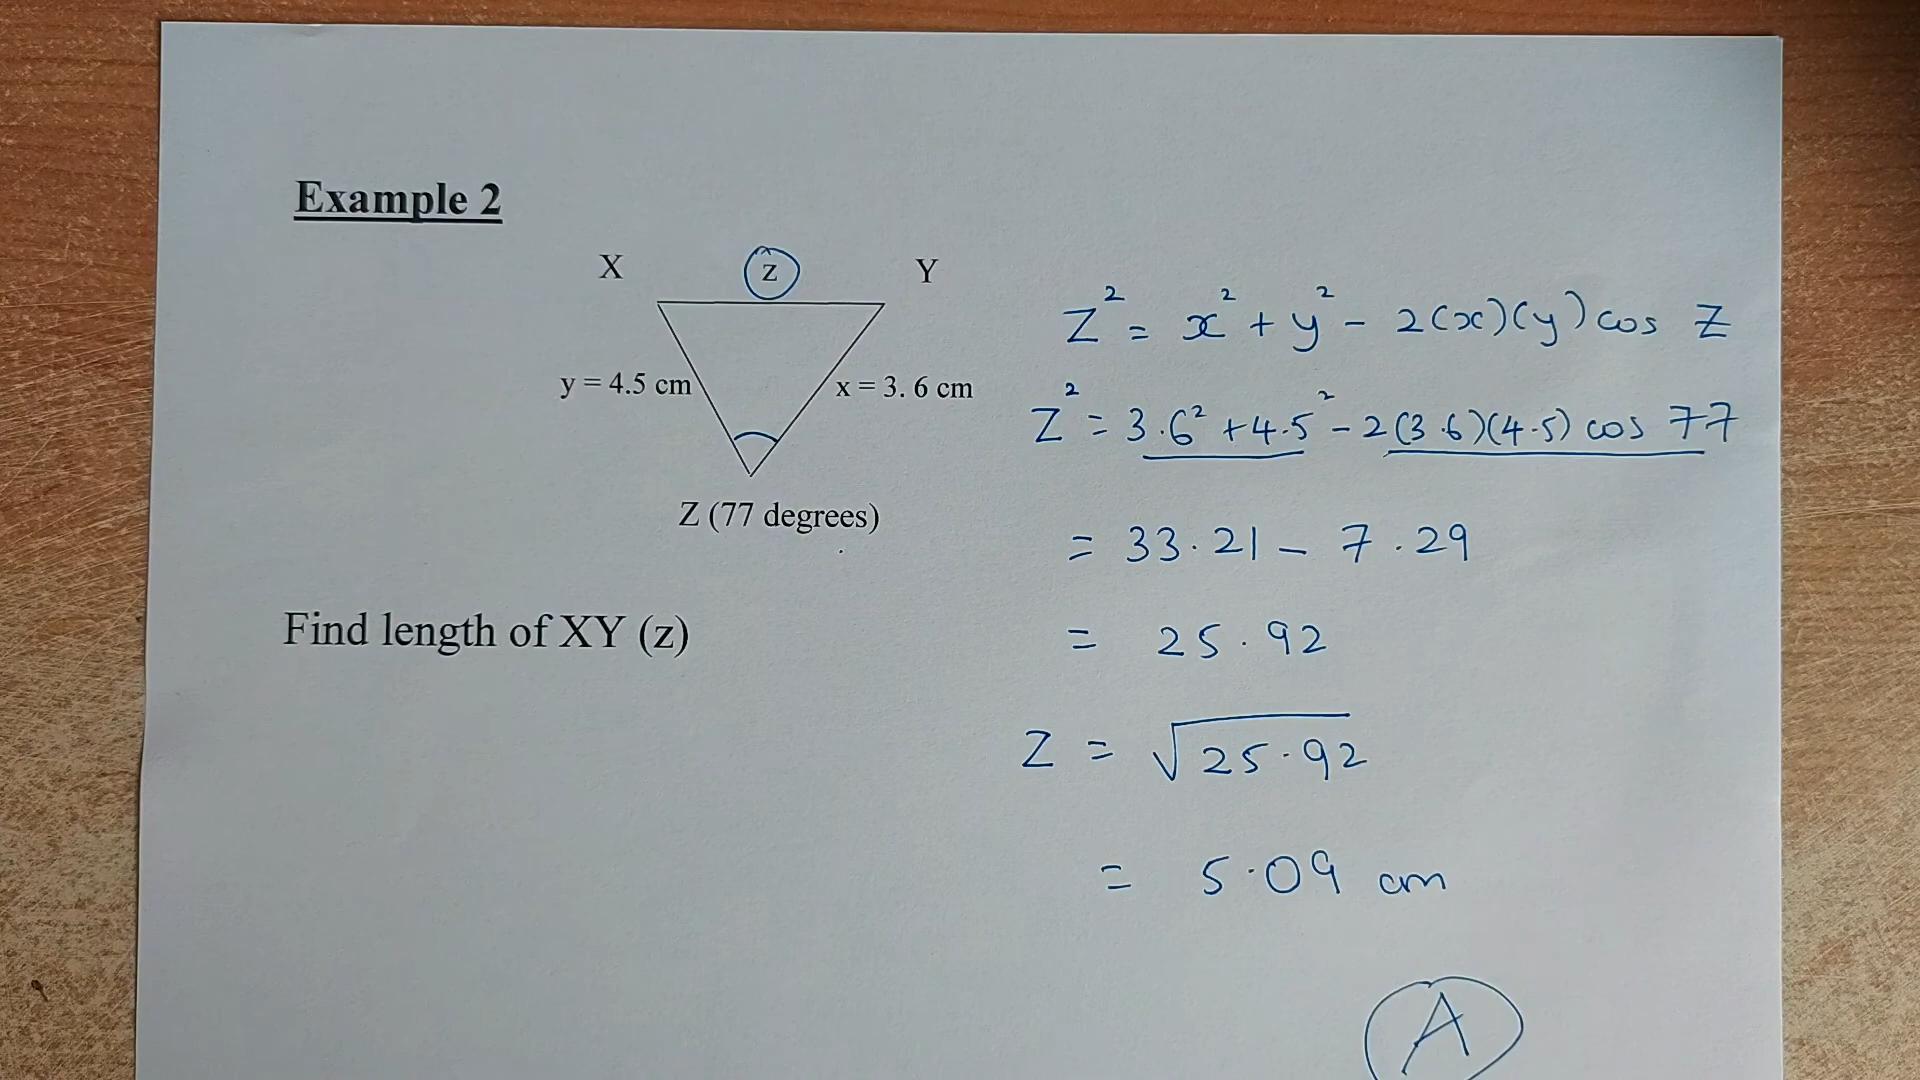 Example 2
X z Y
y = 4.5 cm x = 3. 6 cm
Z (77 degrees)
Find length of XY (z)
z² = x² + y² - 2(x)(y) cos Z
z² = 3.6² + 4.5² - 2(3.6)(4.5) cos 77
= 33.21 - 7.29
= 25.92
z = √25.92
= 5.09 cm
A